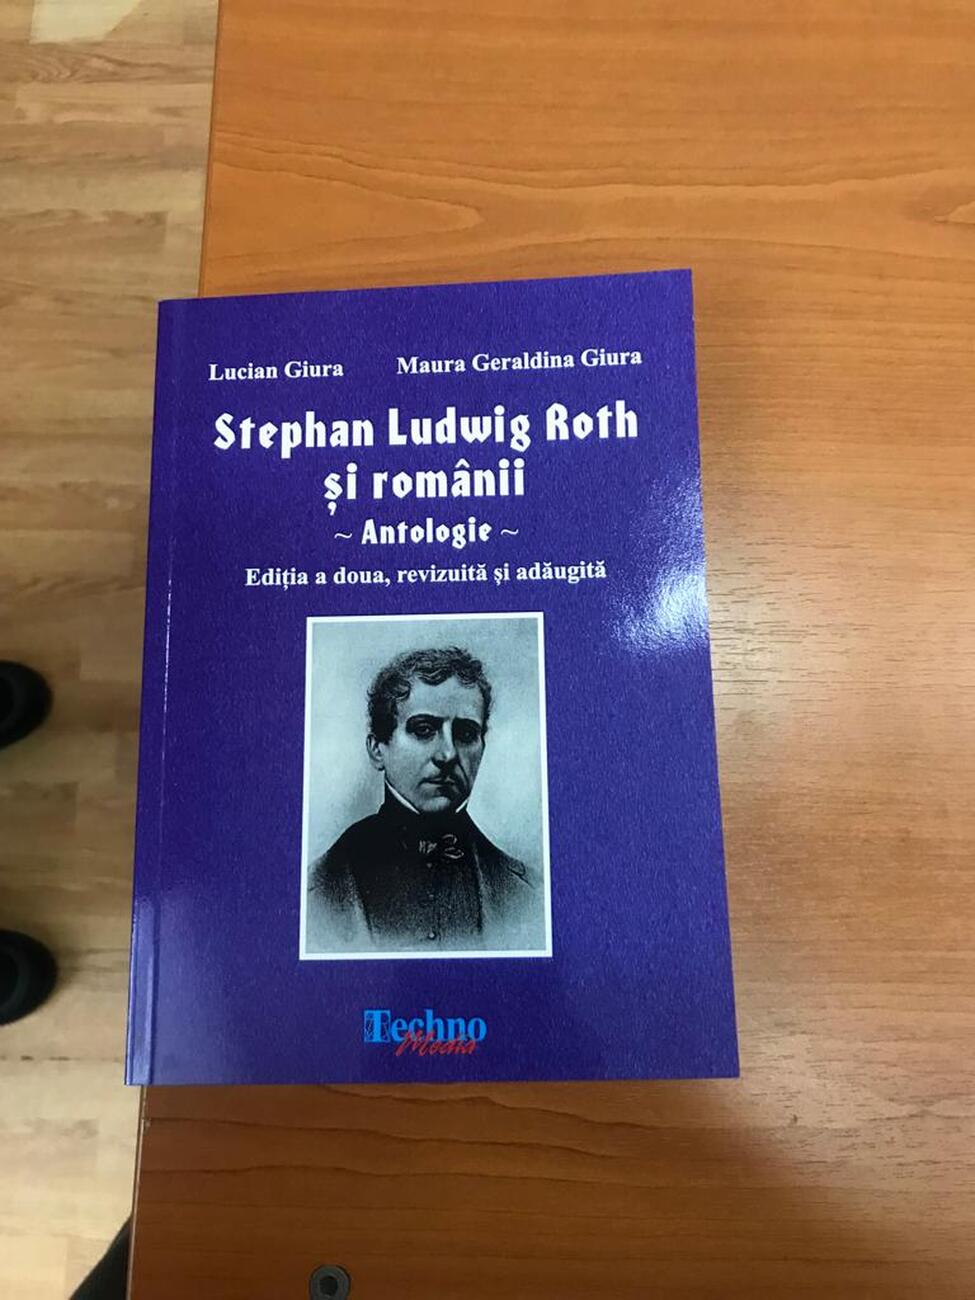 Lucian Giura Maura Geraldina Giura
Stephan Ludwig Roth
și românii
~ Antologie ~
Ediția a doua, revizuită și adăugită
Techno
Media